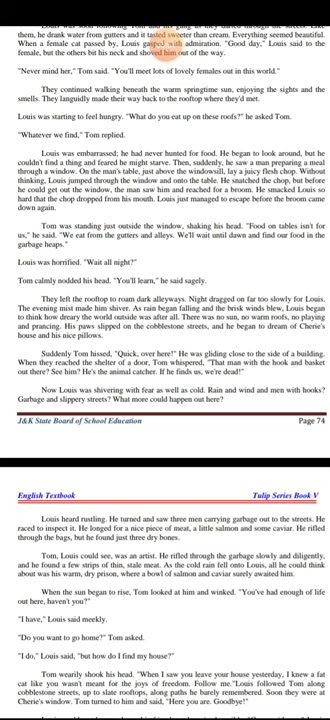 them, he drank water from gutters and it tasted sweeter than cream. Everything seemed beautiful.
When a female cat passed by, Louis gasped with admiration. "Good day," Louis said to the
female, but the others bit his neck and shoved him out of the way.
"Never mind her," Tom said. "You'll meet lots of lovely females out in this world."
They continued walking beneath the warm springtime sun, enjoying the sights and the
smells. They languidly made their way back to the rooftop where they'd met.
Louis was starting to feel hungry. "What do you eat up on these roofs?" he asked Tom.
"Whatever we find," Tom replied.
Louis was embarrassed; he had never hunted for food. He began to look around, but he
couldn't find a thing and feared he might starve. Then, suddenly, he saw a man preparing a meal
through a window. On the man's table, just above the windowsill, lay a juicy flesh chop. Without
thinking, Louis jumped through the window and onto the table. He snatched the chop, but before
he could get out the window, the man saw him and reached for a broom. He smacked Louis so
hard that the chop dropped from his mouth. Louis just managed to escape before the broom came
down again.
Tom was standing just outside the window, shaking his head. "Food on tables isn't for
us," he said. "We eat from the gutters and alleys. We'll wait until dawn and find our food in the
garbage heaps."
Louis was horrified. "Wait all night?"
Tom calmly nodded his head. "You'll learn," he said sagely.
They left the rooftop to roam dark alleyways. Night dragged on far too slowly for Louis.
The evening mist made him shiver. As rain began falling and the brisk winds blew, Louis began
to think how dreary the world outside was after all. There was no sun, no warm roofs, no playing
and prancing. His paws slipped on the cobblestone streets, and he began to dream of Cherie's
house and his nice pillows.
Suddenly Tom hissed, "Quick, over here!" He was gliding close to the side of a building.
When they reached the shelter of a door, Tom whispered, "That man with the hook and basket
out there? See him? He's the animal catcher. If he finds us, we're dead!"
Now Louis was shivering with fear as well as cold. Rain and wind and men with hooks?
Garbage and slippery streets? What more could happen out here?
J&K State Board of School Education Page 74
English Textbook Tulip Series Book V
Louis heard rustling. He turned and saw three men carrying garbage out to the streets. He
raced to inspect it. He longed for a nice piece of meat, a little salmon and some caviar. He rifled
through the bags, but he found just three dry bones.
Tom, Louis could see, was an artist. He rifled through the garbage slowly and diligently,
and he found a few strips of thin, stale meat. As the cold rain fell onto Louis, all he could think
about was his warm, dry prison, where a bowl of salmon and caviar surely awaited him.
When the sun began to rise, Tom looked at him and winked. "You've had enough of life
out here, haven't you?"
"I have," Louis said meekly.
"Do you want to go home?" Tom asked.
"I do," Louis said, "but how do I find my house?"
Tom wearily shook his head. "When I saw you leave your house yesterday, I knew a fat
cat like you wasn't meant for the joys of freedom. Follow me."Louis followed Tom along
cobblestone streets, up to slate rooftops, along paths he barely remembered. Soon they were at
Cherie's window. Tom turned to him and said, "Here you are. Goodbye!"